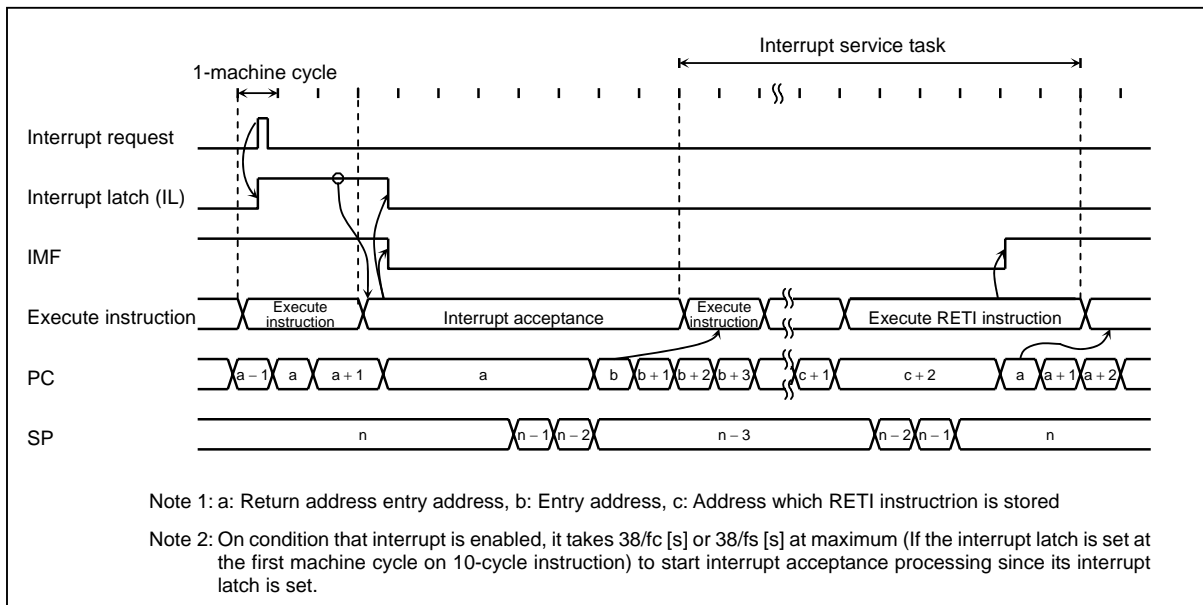 Interrupt service task
1-machine cycle
Interrupt request
Interrupt latch (IL)
IMF
Execute instruction
Execute instruction
Interrupt acceptance
Execute instruction
Execute RETI instruction
PC
a − 1
a
a + 1
a
b
b + 1
b + 2
b + 3
c + 1
c + 2
a
a + 1
a + 2
SP
n
n − 1
n − 2
n − 3
n − 2
n − 1
n
Note 1: a: Return address entry address, b: Entry address, c: Address which RETI instructrion is stored
Note 2: On condition that interrupt is enabled, it takes 38/fc [s] or 38/fs [s] at maximum (If the interrupt latch is set at
the first machine cycle on 10-cycle instruction) to start interrupt acceptance processing since its interrupt
latch is set.